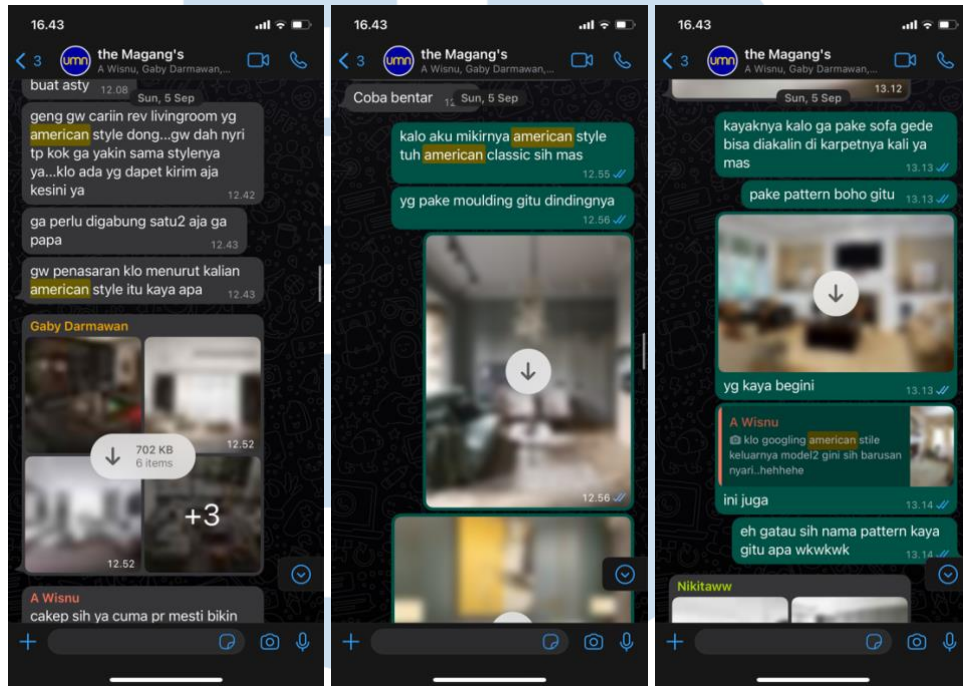 16.43
3
umn
the Magang's
A Wisnu, Gaby Darmawan,...
buat asty 12.08
Sun, 5 Sep
geng gw cariin rev livingroom yg
american style dong...gw dah nyri
tp kok ga yakin sama stylenya
ya...klo ada yg dapet kirim aja
kesini ya
12.42
ga perlu digabung satu2 aja ga
papa
12.43
gw penasaran klo menurut kalian
american style itu kaya apa
12.43
Gaby Darmawan
702 KB
6 items
12.52
+3
12.52
A Wisnu
cakep sih ya cuma pr mesti bikin
16.43
3
umn
the Magang's
A Wisnu, Gaby Darmawan,...
Coba bentar
Sun, 5 Sep
kalo aku mikirnya american style
tuh american classic sih mas
12.55
yg pake moulding gitu dindingnya
12.56
12.56
16.43
3
umn
the Magang's
A Wisnu, Gaby Darmawan,...
13.12
Sun, 5 Sep
kayaknya kalo ga pake sofa gede
bisa diakalin di karpetnya kali ya
mas
13.13
pake pattern boho gitu 13.13
yg kaya begini
13.13
A Wisnu
klo googling american stile
keluarnya model2 gini sih barusan
nyari..hehhehe
ini juga
13.14
eh gatau sih nama pattern kaya
gitu apa wkwkwk
13.14
Nikitaww